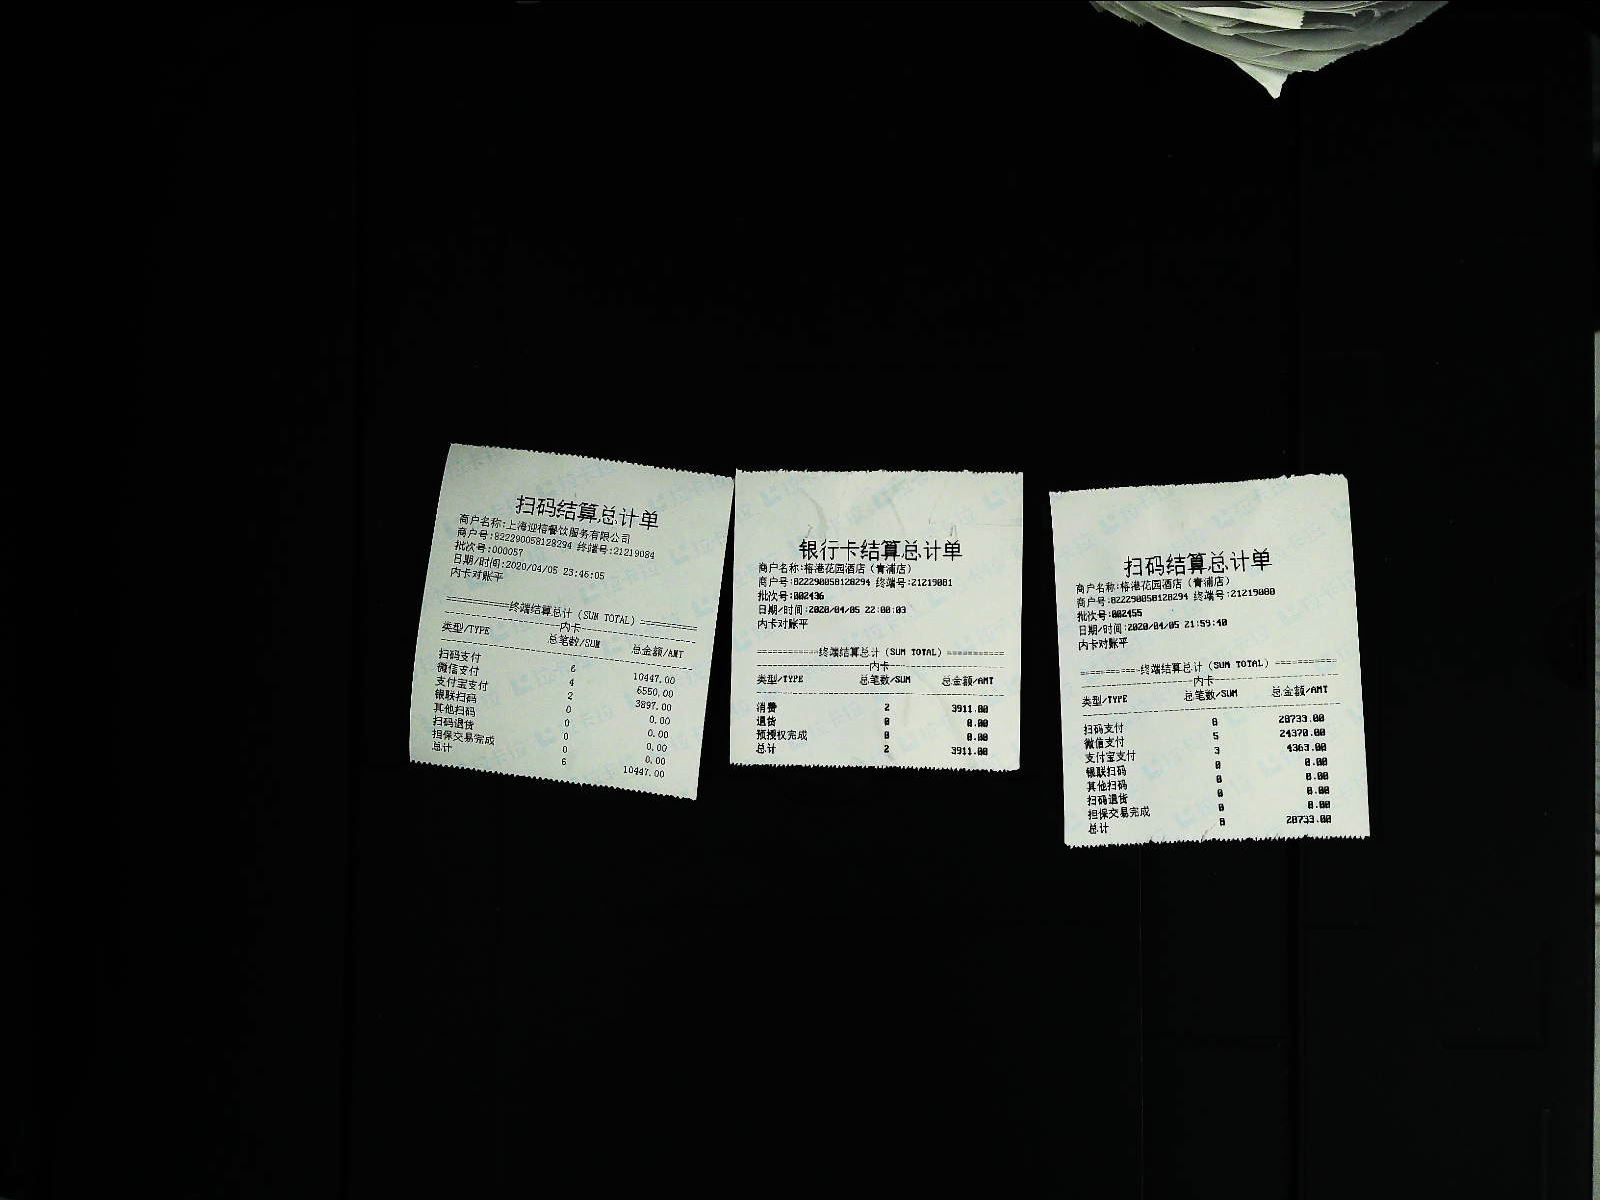 扫码结算总计单
商户名称:上海迎榕餐饮服务有限公司
商户号:822290058128294 终端号:21219084
批次号:000057
日期/时间:2020/04/05 23:46:05
内卡对账平
==========终端结算总计(SUM TOTAL)==========
内卡
类型/TYPE 总笔数/SUM 总金额/AMT
扫码支付 6 10447.00
微信支付 4 6550.00
支付宝支付 2 3897.00
银联扫码 0 0.00
其他扫码 0 0.00
扫码退货 0 0.00
担保交易完成 0 0.00
总计 6 10447.00
银行卡结算总计单
商户名称:榕港花园酒店(青浦店)
商户号:822290058128294 终端号:21219081
批次号:002436
日期/时间:2020/04/05 22:00:03
内卡对账平
==========终端结算总计(SUM TOTAL)==========
内卡
类型/TYPE 总笔数/SUM 总金额/AMT
消费 2 3911.00
退货 0 0.00
预授权完成 0 0.00
总计 2 3911.00
扫码结算总计单
商户名称:榕港花园酒店(青浦店)
商户号:822290058128294 终端号:21219080
批次号:002455
日期/时间:2020/04/05 21:59:40
内卡对账平
==========终端结算总计(SUM TOTAL)==========
内卡
类型/TYPE 总笔数/SUM 总金额/AMT
扫码支付 8 28733.00
微信支付 5 24370.00
支付宝支付 3 4363.00
银联扫码 0 0.00
其他扫码 0 0.00
扫码退货 0 0.00
担保交易完成 0 0.00
总计 8 28733.00